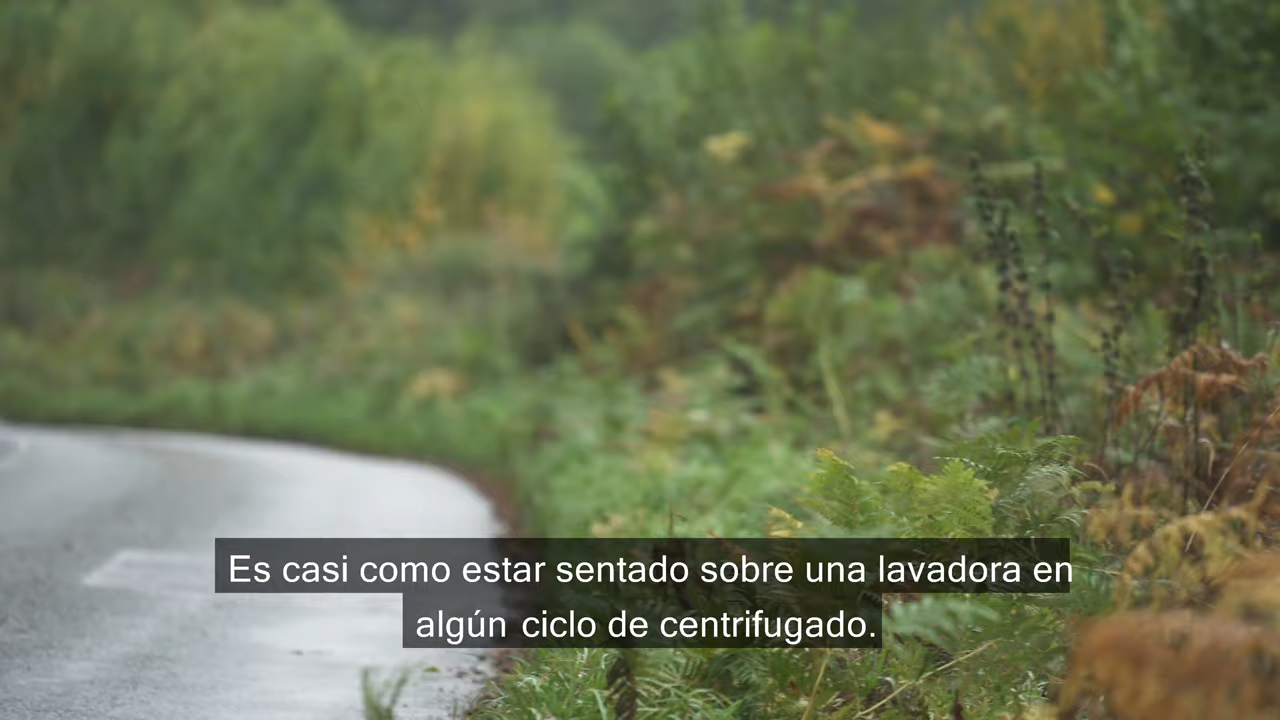 Es casi como estar sentado sobre una lavadora en
algún ciclo de centrifugado.